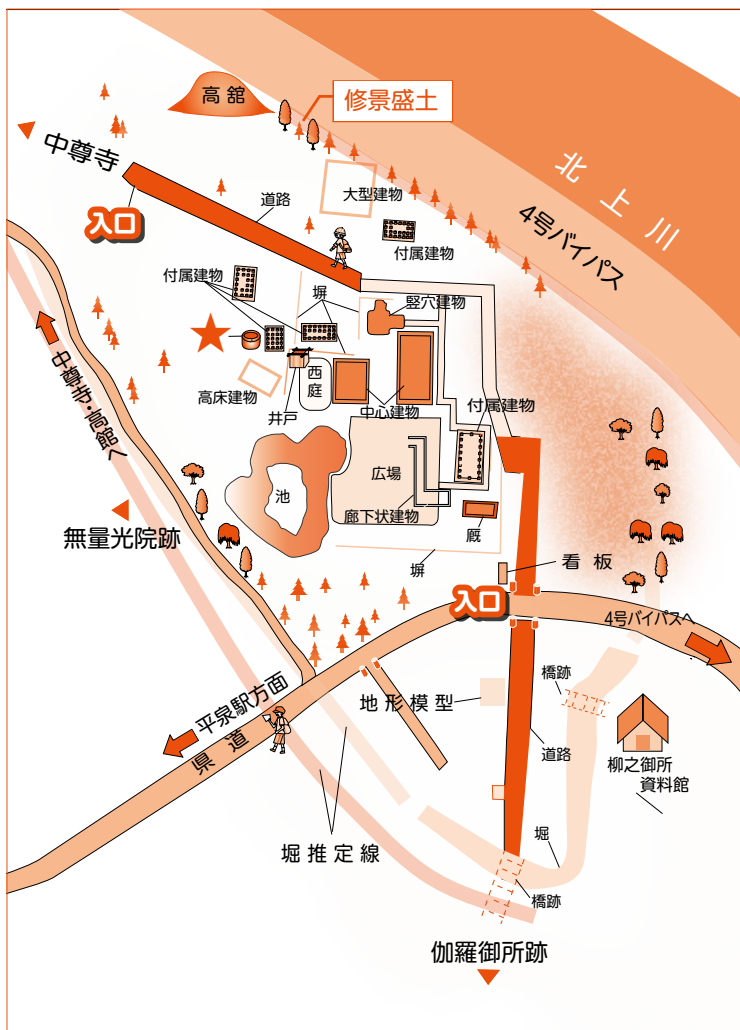 高舘
修景盛土
北上川
4号バイパス
中尊寺
入口
道路
大型建物
付属建物
付属建物
塀
竪穴建物
高床建物
井戸
西庭
中心建物
付属建物
中尊寺・高館へ
池
広場
廊下状建物
厩
無量光院跡
塀
看板
入口
4号バイパスへ
平泉駅方面
県道
地形模型
橋跡
道路
柳之御所
資料館
堀推定線
堀
橋跡
伽羅御所跡